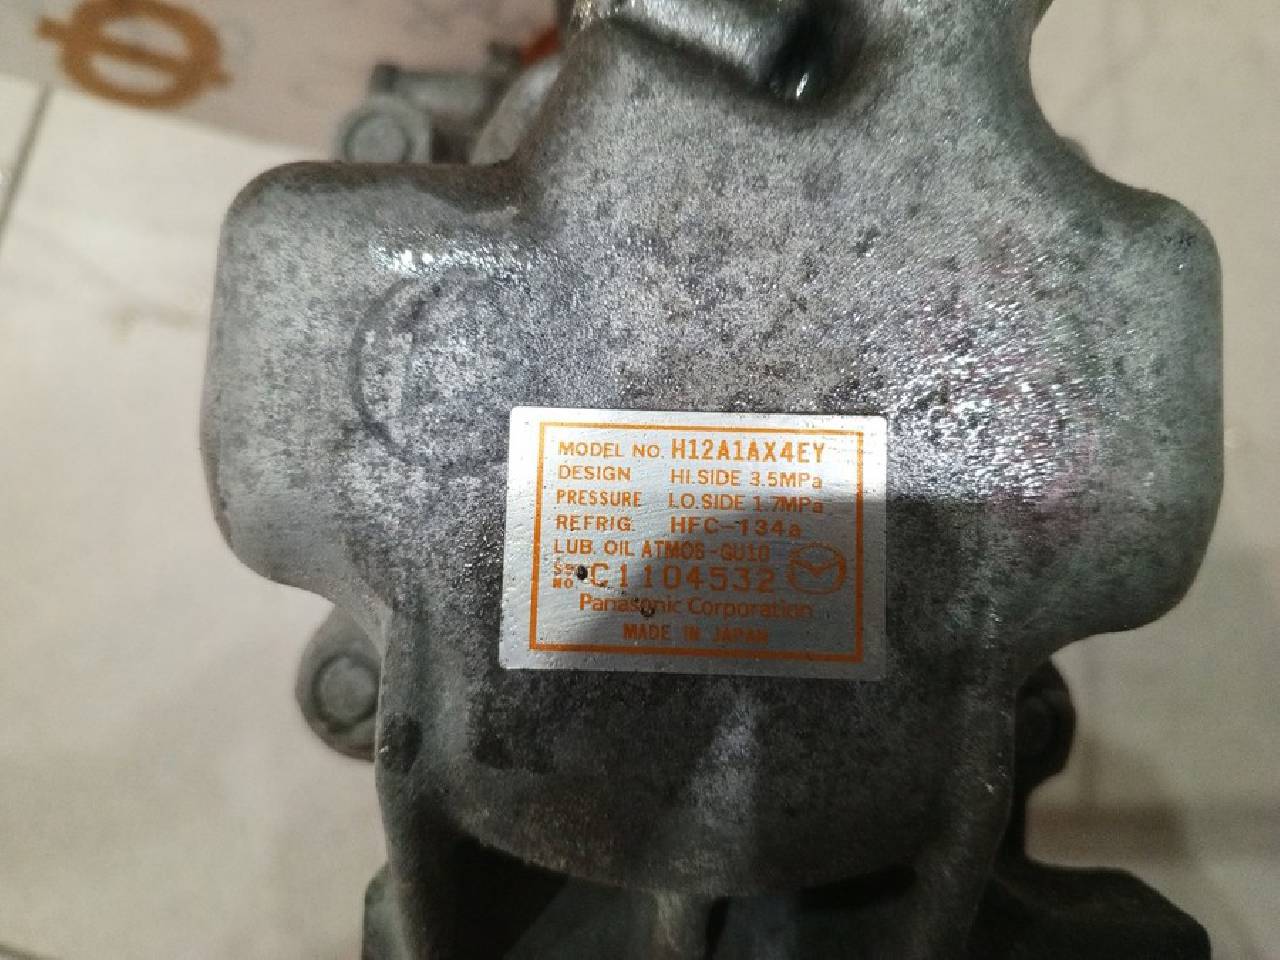 MODEL NO. H12A1AX4EY
DESIGN HI.SIDE 3.5MPa
PRESSURE LO.SIDE 1.7MPa
REFRIG. HFC-134a
LUB. OIL ATMOS-GU10
NO. C1104532
Panasonic Corporation
MADE IN JAPAN